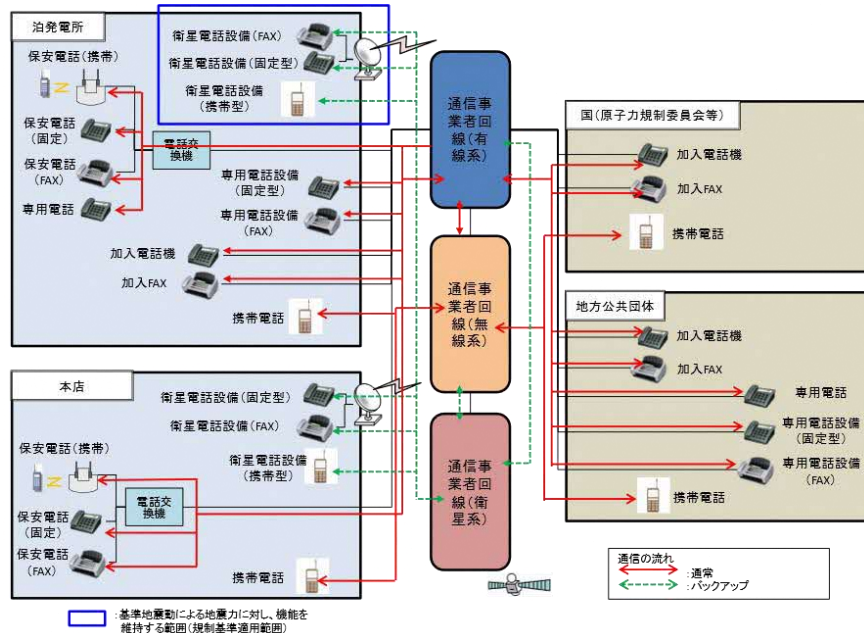 泊発電所
衛星電話設備(FAX)
衛星電話設備(固定型)
衛星電話設備
(携帯型)
保安電話(携帯)
保安電話
(固定)
保安電話
(FAX)
専用電話
電話交
換機
専用電話設備
(固定型)
専用電話設備
(FAX)
加入電話機
加入FAX
携帯電話
本店
衛星電話設備(固定型)
衛星電話設備(FAX)
衛星電話設備
(携帯型)
保安電話(携帯)
保安電話
(固定)
保安電話
(FAX)
電話交
換機
携帯電話
通信事
業者回
線(有
線系)
通信事
業者回
線(無
線系)
通信事
業者回
線(衛
星系)
国(原子力規制委員会等)
加入電話機
加入FAX
携帯電話
地方公共団体
加入電話機
加入FAX
専用電話
専用電話設備
(固定型)
専用電話設備
(FAX)
携帯電話
通信の流れ
:通常
:バックアップ
:基準地震動による地震力に対し、機能を
維持する範囲(規制基準適用範囲)